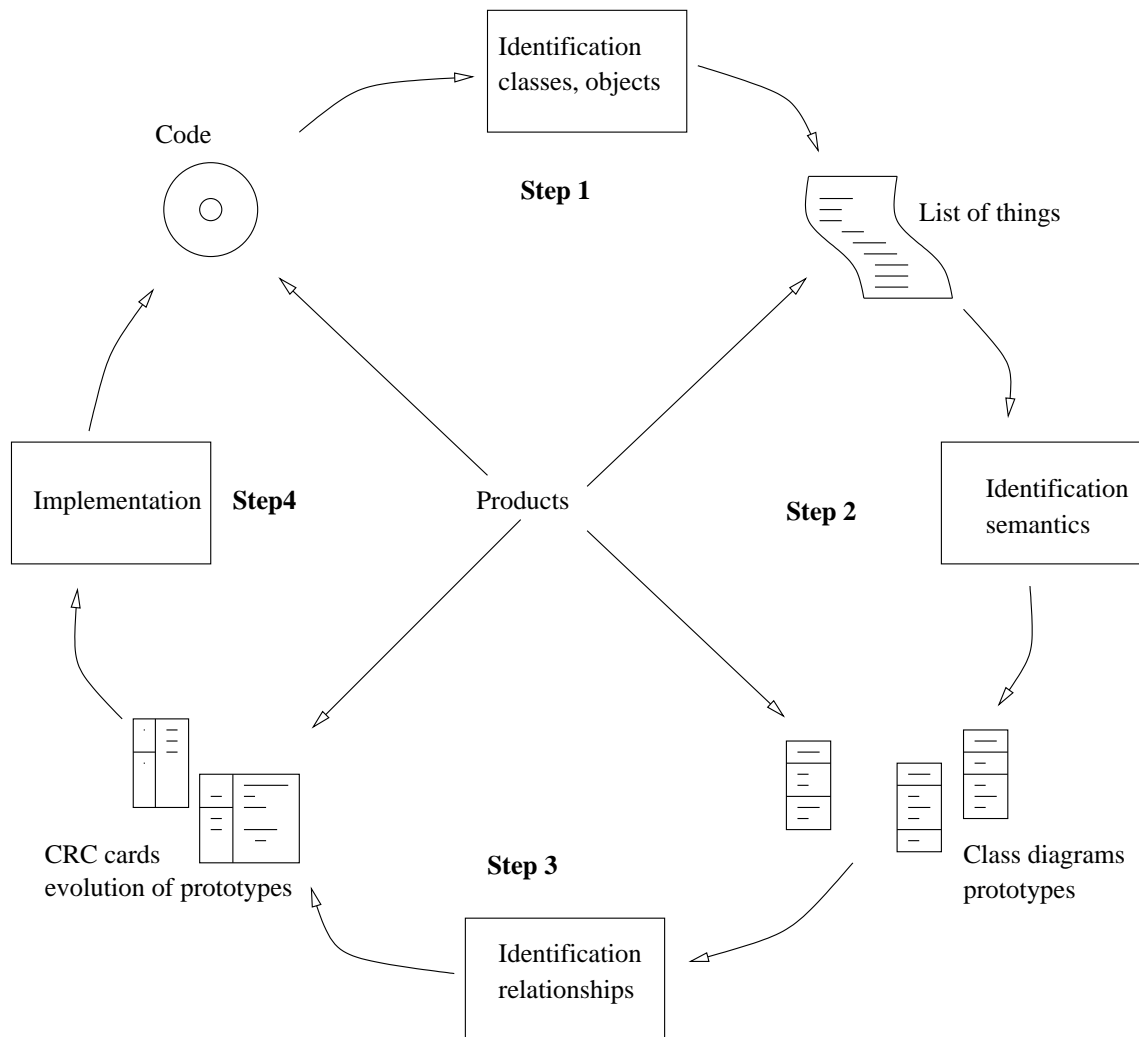 Identification
classes, objects
Code
Step 1
List of things
Implementation
Step4
Products
Step 2
Identification
semantics
CRC cards
evolution of prototypes
Step 3
Class diagrams
prototypes
Identification
relationships